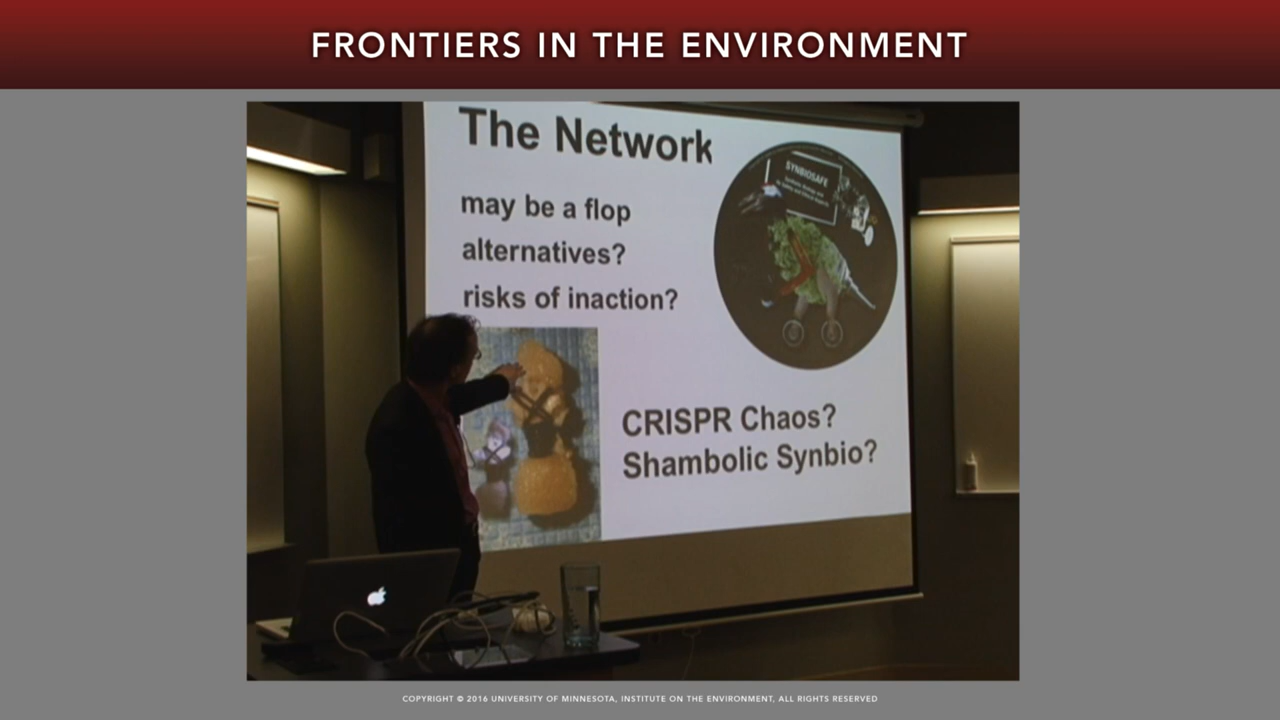 FRONTIERS IN THE ENVIRONMENT
The Network
SYNBIOSAFE
may be a flop
alternatives?
risks of inaction?
CRISPR Chaos?
Shambolic Synbio?
COPYRIGHT © 2016 UNIVERSITY OF MINNESOTA, INSTITUTE ON THE ENVIRONMENT, ALL RIGHTS RESERVED